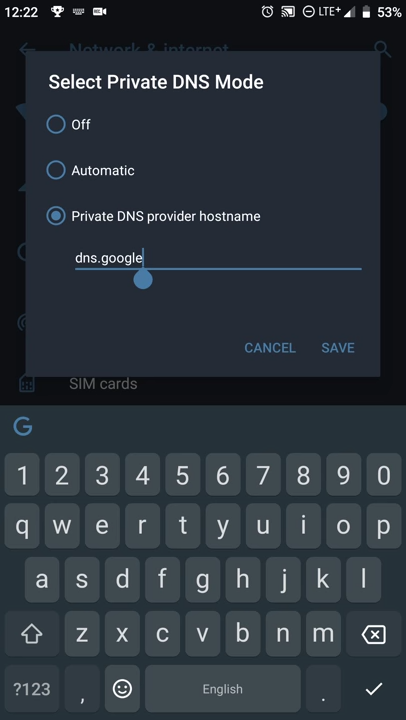 12:22
LTE+
53%
Network & internet
Select Private DNS Mode
Off
Automatic
Private DNS provider hostname
dns.google
CANCEL
SAVE
SIM cards
G
1 2 3 4 5 6 7 8 9 0
q w e r t y u i o p
a s d f g h j k l
z x c v b n m
?123 , English .